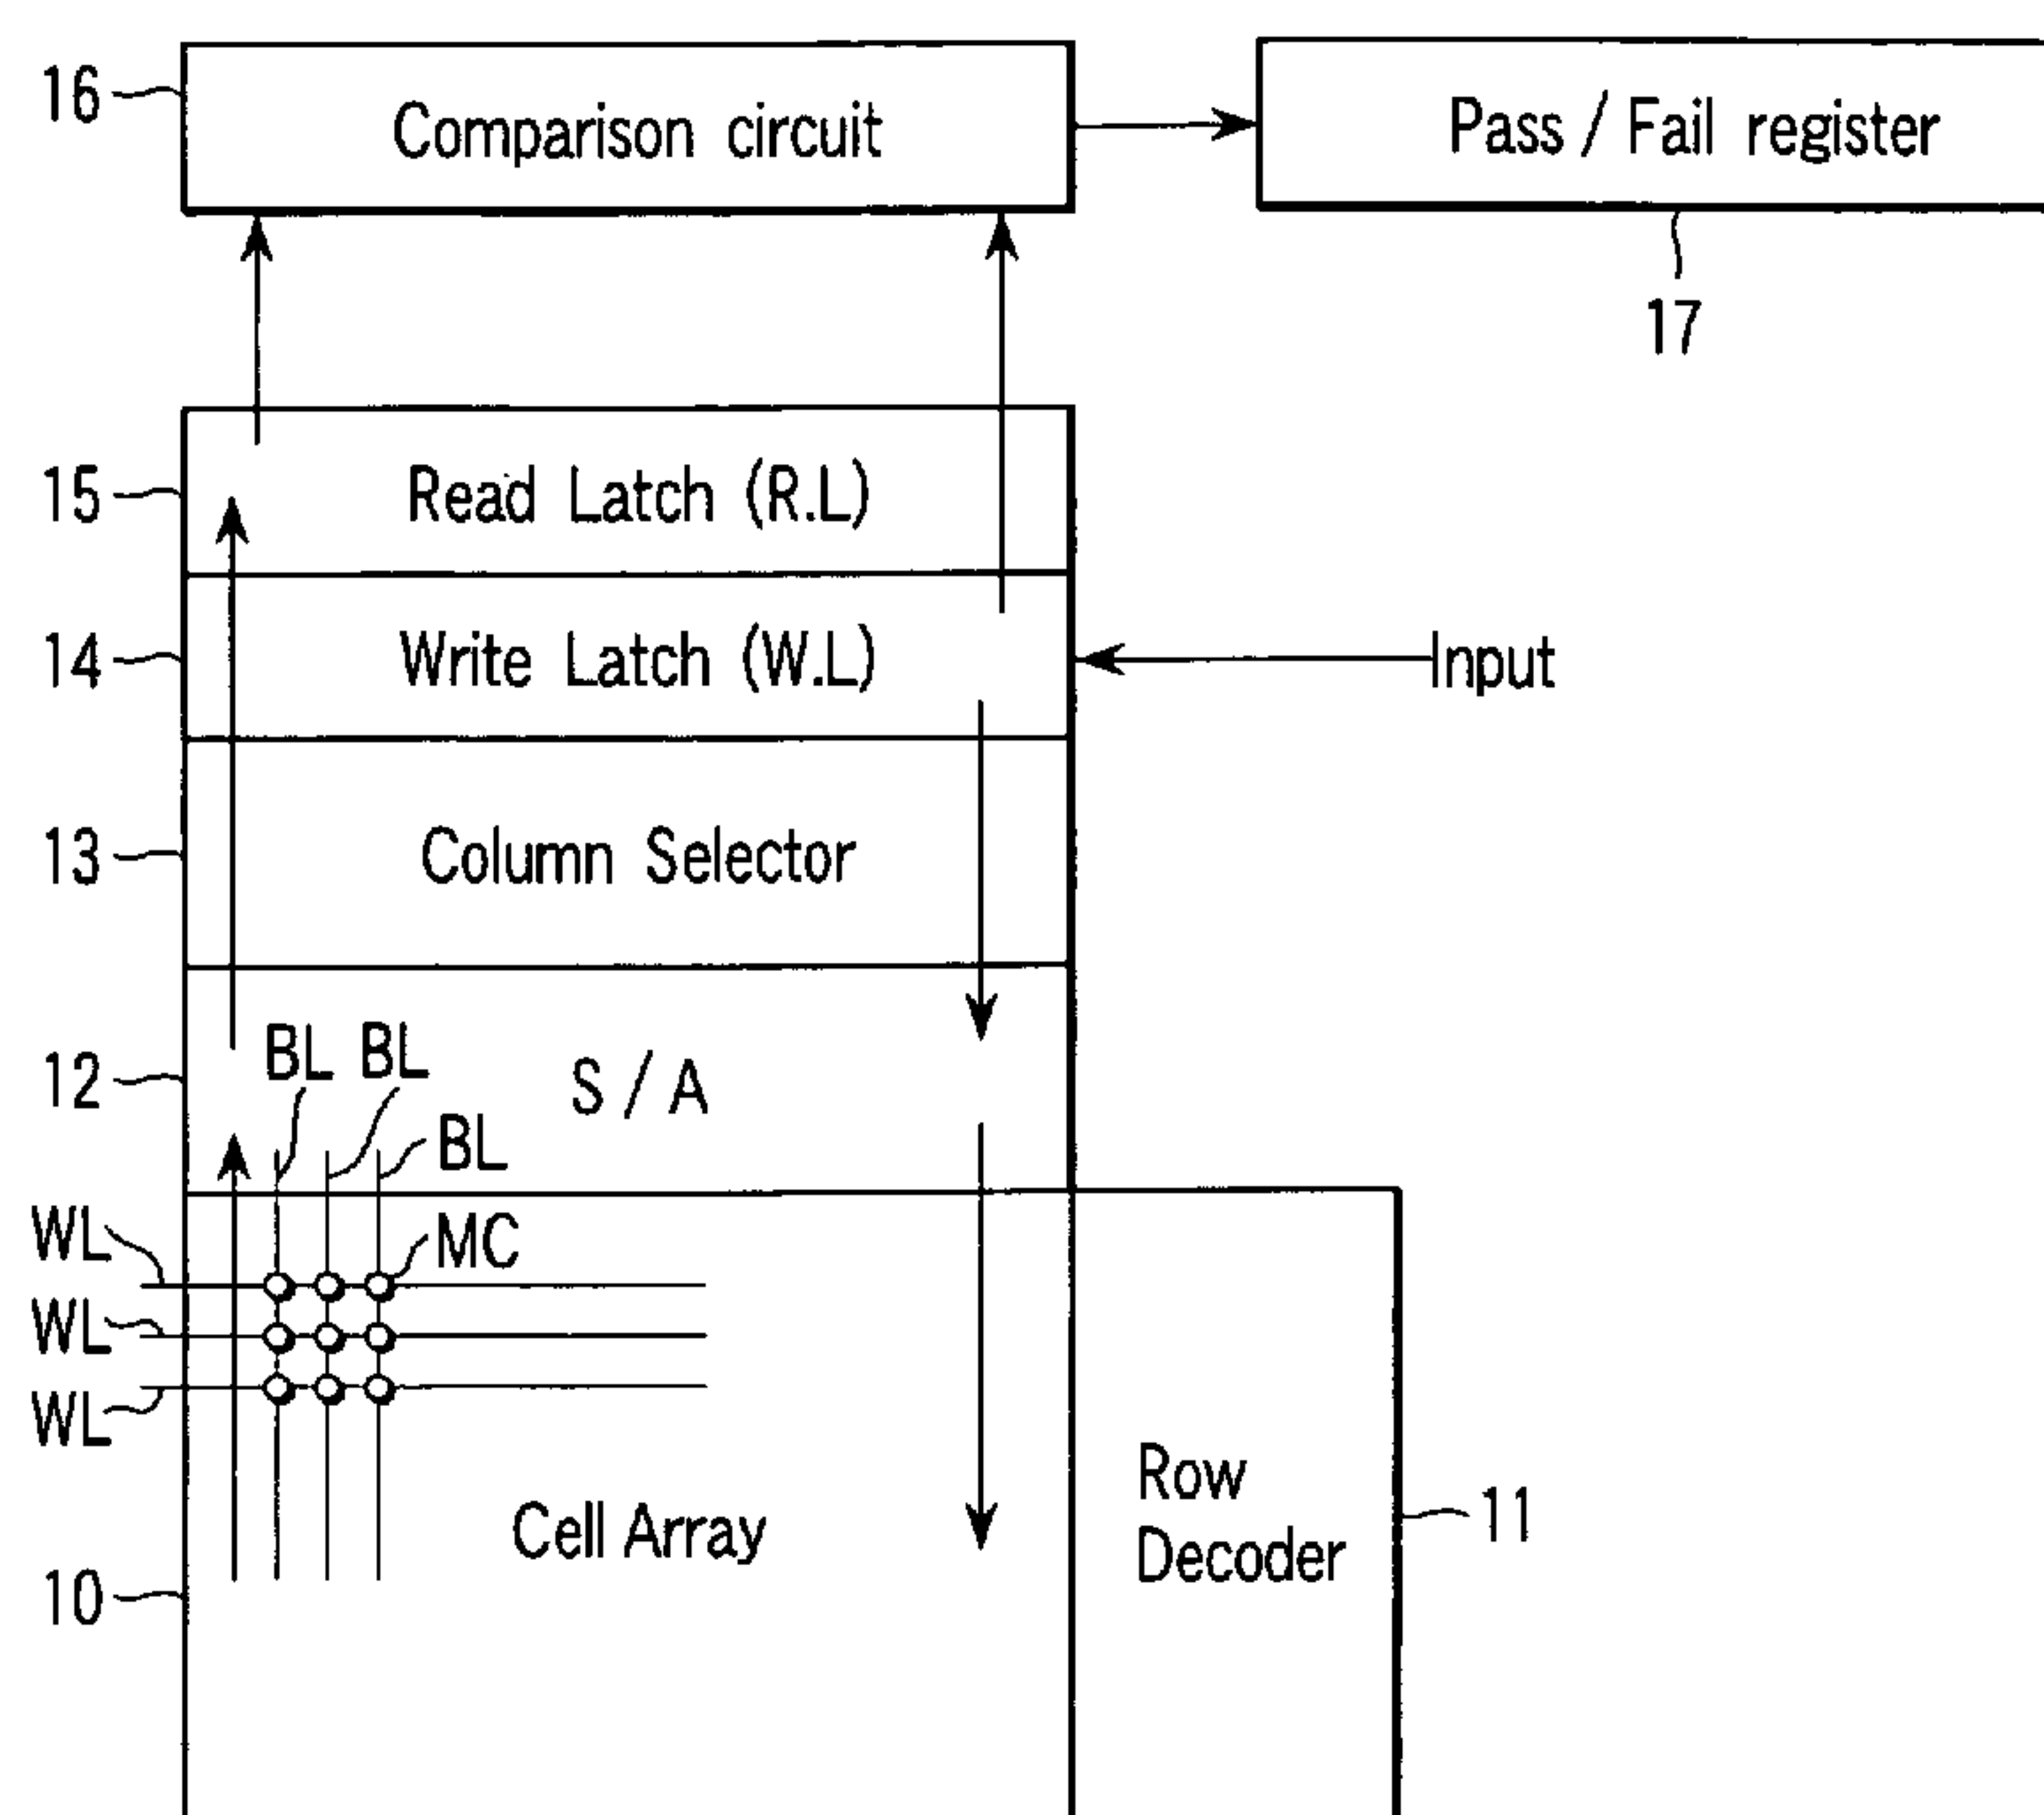 16
Comparison circuit
Pass / Fail register
17
15
Read Latch (R.L)
14
Write Latch (W.L)
Input
13
Column Selector
12
BL BL
S / A
BL
WL
MC
WL
WL
Row
Decoder
11
Cell Array
10